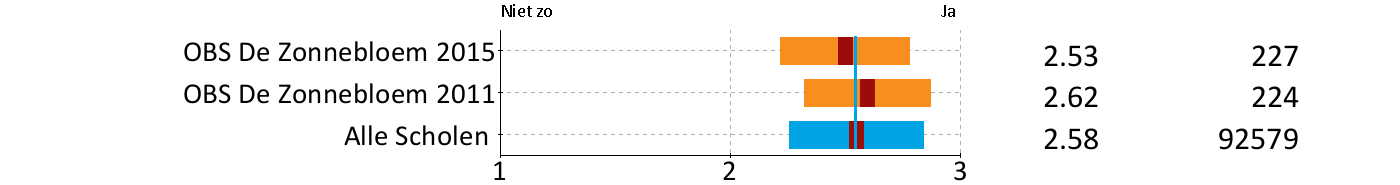 Niet zo Ja
OBS De Zonnebloem 2015 2.53 227
OBS De Zonnebloem 2011 2.62 224
Alle Scholen 2.58 92579
1 2 3